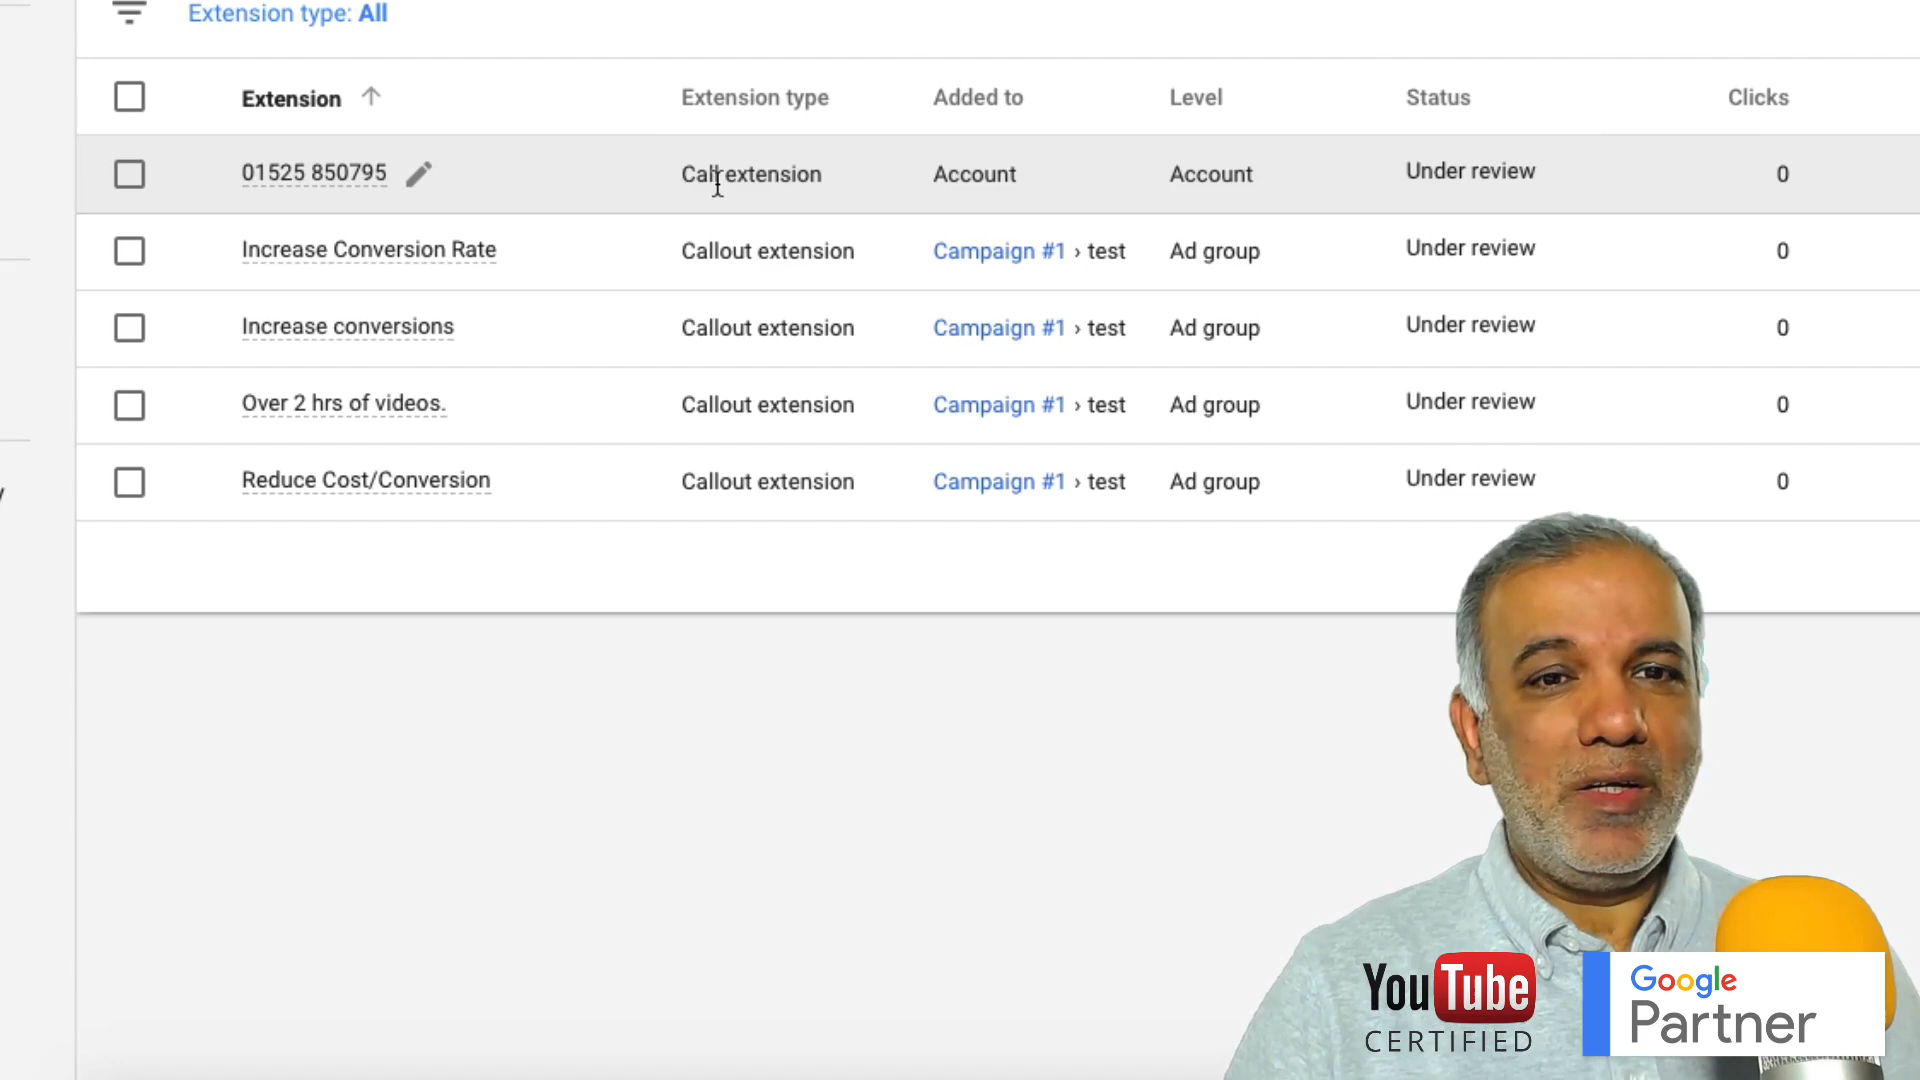 Extension type: All
Extension Extension type Added to Level Status Clicks
01525 850795 Call extension Account Account Under review 0
Increase Conversion Rate Callout extension Campaign #1 › test Ad group Under review 0
Increase conversions Callout extension Campaign #1 › test Ad group Under review 0
Over 2 hrs of videos. Callout extension Campaign #1 › test Ad group Under review 0
Reduce Cost/Conversion Callout extension Campaign #1 › test Ad group Under review 0
YouTube
CERTIFIED
Google
Partner